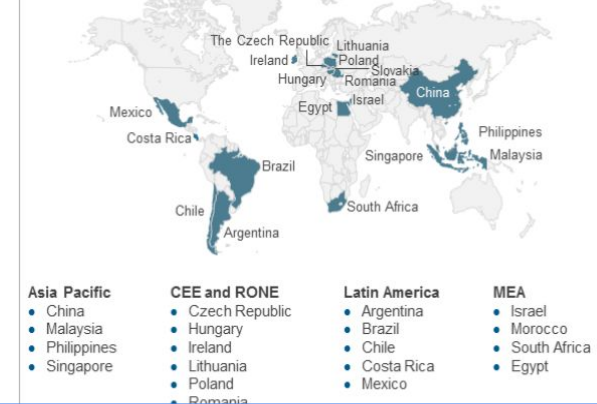 The Czech Republic
Lithuania
Ireland
Poland
Slovakia
Hungary
Romania
China
Egypt
Israel
Mexico
Costa Rica
Philippines
Singapore
Malaysia
Brazil
South Africa
Chile
Argentina
Asia Pacific
• China
• Malaysia
• Philippines
• Singapore
CEE and RONE
• Czech Republic
• Hungary
• Ireland
• Lithuania
• Poland
• Romania
Latin America
• Argentina
• Brazil
• Chile
• Costa Rica
• Mexico
MEA
• Israel
• Morocco
• South Africa
• Egypt